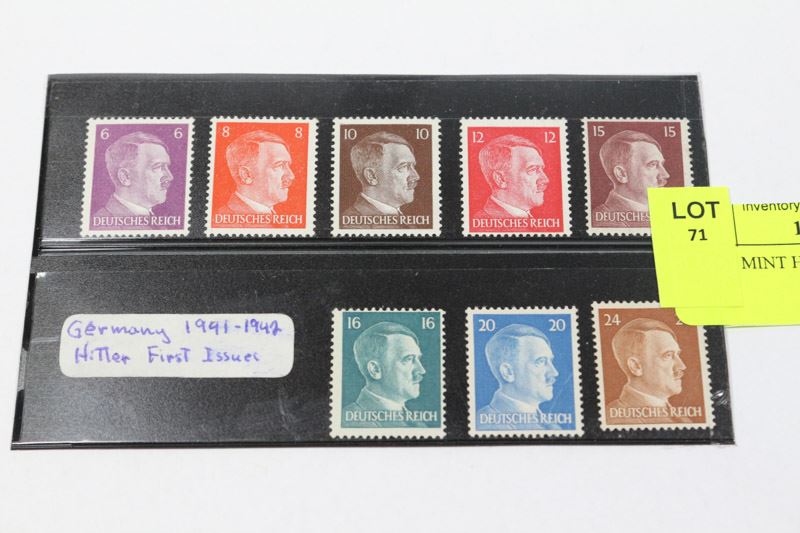 6 6
DEUTSCHES REICH
8 8
DEUTSCHES REICH
10 10
DEUTSCHES REICH
12 12
DEUTSCHES REICH
15 15
DEUTSCHES REICH
LOT
71
Inventory
1
MINT H
Germany 1941-1942
Hitler First Issues
16 16
DEUTSCHES REICH
20 20
DEUTSCHES REICH
24 2
DEUTSCHES REICH